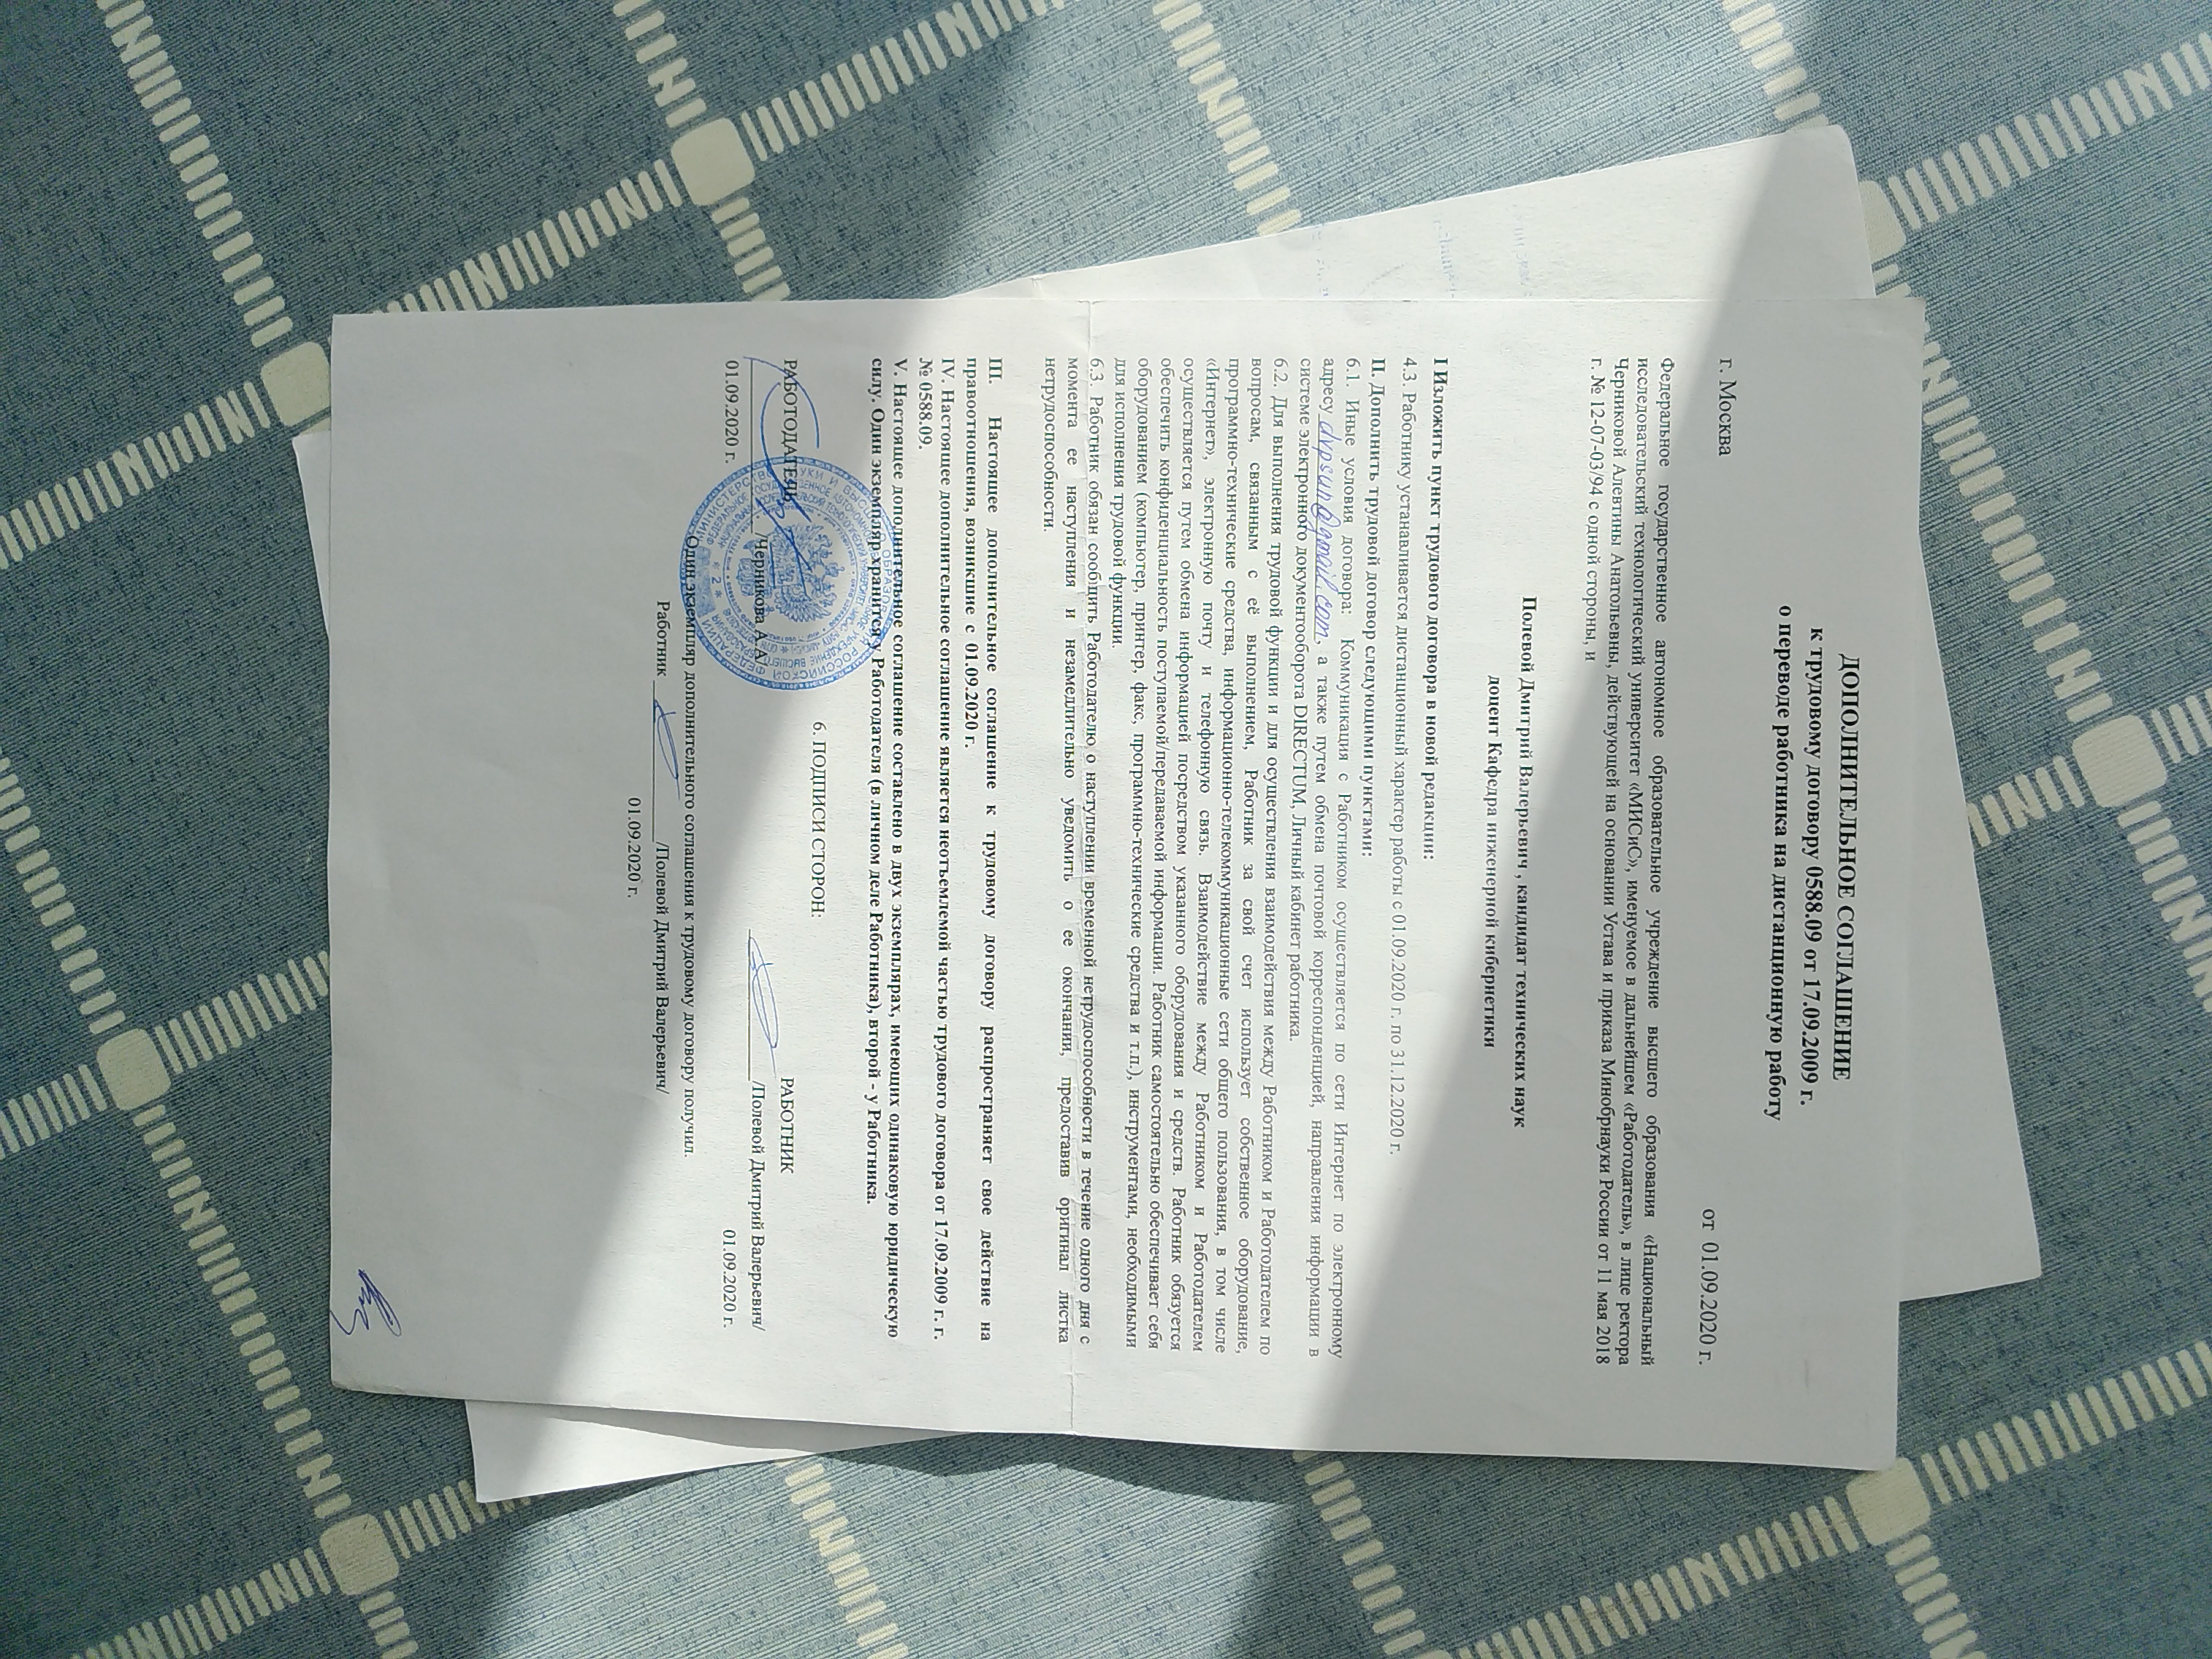 ДОПОЛНИТЕЛЬНОЕ СОГЛАШЕНИЕ
к трудовому договору 0588.09 от 17.09.2009 г.
о переводе работника на дистанционную работу
г. Москва от 01.09.2020 г.
Федеральное государственное автономное образовательное учреждение высшего образования «Национальный
исследовательский технологический университет «МИСиС», именуемое в дальнейшем «Работодатель», в лице ректора
Черниковой Алевтины Анатольевны, действующей на основании Устава и приказа Минобрнауки России от 11 мая 2018
г. № 12-07-03/94 с одной стороны, и
Полевой Дмитрий Валерьевич , кандидат технических наук
доцент Кафедра инженерной кибернетики
I Изложить пункт трудового договора в новой редакции:
4.3. Работнику устанавливается дистанционный характер работы с 01.09.2020 г. по 31.12.2020 г.
II. Дополнить трудовой договор следующими пунктами:
6.1. Иные условия договора: Коммуникация с Работником осуществляется по сети Интернет по электронному
адресу dvpsun@gmail.com, а также путем обмена почтовой корреспонденцией, направления информации в
системе электронного документооборота DIRECTUM, Личный кабинет работника.
6.2. Для выполнения трудовой функции и для осуществления взаимодействия между Работником и Работодателем по
вопросам, связанным с её выполнением, Работник за свой счет использует собственное оборудование,
программно-технические средства, информационно-телекоммуникационные сети общего пользования, в том числе
«Интернет», электронную почту и телефонную связь. Взаимодействие между Работником и Работодателем
осуществляется путем обмена информацией посредством указанного оборудования и средств. Работник обязуется
обеспечить конфиденциальность поступаемой/передаваемой информации. Работник самостоятельно обеспечивает себя
оборудованием (компьютер, принтер, факс, программно-технические средства и т.п.), инструментами, необходимыми
для исполнения трудовой функции.
6.3. Работник обязан сообщить Работодателю о наступлении временной нетрудоспособности в течение одного дня с
момента ее наступления и незамедлительно уведомить о ее окончании, предоставив оригинал листка
нетрудоспособности.
III. Настоящее дополнительное соглашение к трудовому договору распространяет свое действие на
правоотношения, возникшие с 01.09.2020 г.
IV. Настоящее дополнительное соглашение является неотъемлемой частью трудового договора от 17.09.2009 г. г.
№ 0588.09.
V. Настоящее дополнительное соглашение составлено в двух экземплярах, имеющих одинаковую юридическую
силу. Один экземпляр хранится у Работодателя (в личном деле Работника), второй - у Работника.
6. ПОДПИСИ СТОРОН:
РАБОТОДАТЕЛЬ РАБОТНИК
/Черникова А.А./ /Полевой Дмитрий Валерьевич/
01.09.2020 г. 01.09.2020 г.
Один экземпляр дополнительного соглашения к трудовому договору получил.
Работник /Полевой Дмитрий Валерьевич/
01.09.2020 г.